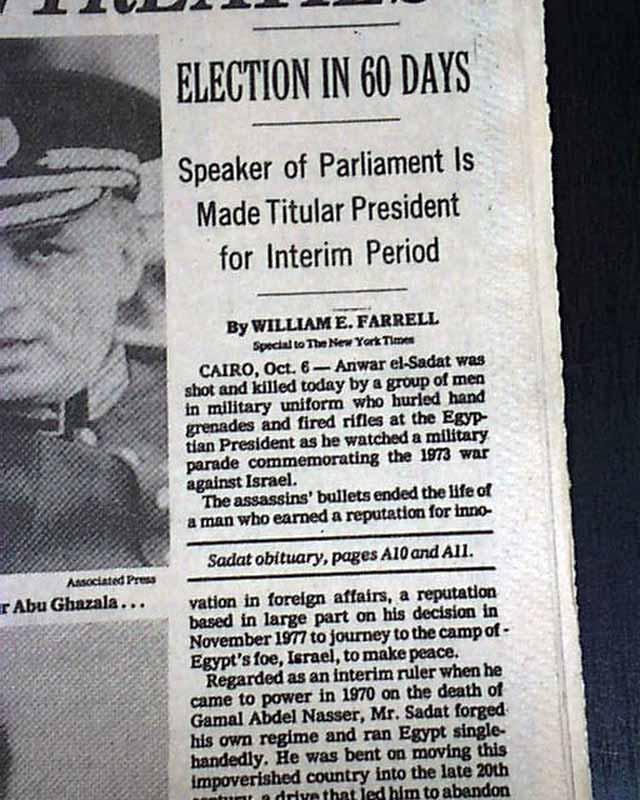 ELECTION IN 60 DAYS
Speaker of Parliament Is
Made Titular President
for Interim Period
By WILLIAM E. FARRELL
Special to The New York Times
CAIRO, Oct. 6 — Anwar el-Sadat was
shot and killed today by a group of men
in military uniform who hurled hand
grenades and fired rifles at the Egyp-
tian President as he watched a military
parade commemorating the 1973 war
against Israel.
The assassins' bullets ended the life of
a man who earned a reputation for inno-
Sadat obituary, pages A10 and A11.
vation in foreign affairs, a reputation
based in large part on his decision in
November 1977 to journey to the camp of
Egypt's foe, Israel, to make peace.
Regarded as an interim ruler when he
came to power in 1970 on the death of
Gamal Abdel Nasser, Mr. Sadat forged
his own regime and ran Egypt single-
handedly. He was bent on moving this
impoverished country into the late 20th
century, a drive that led him to abandon
Associated Press
r Abu Ghazala . . .